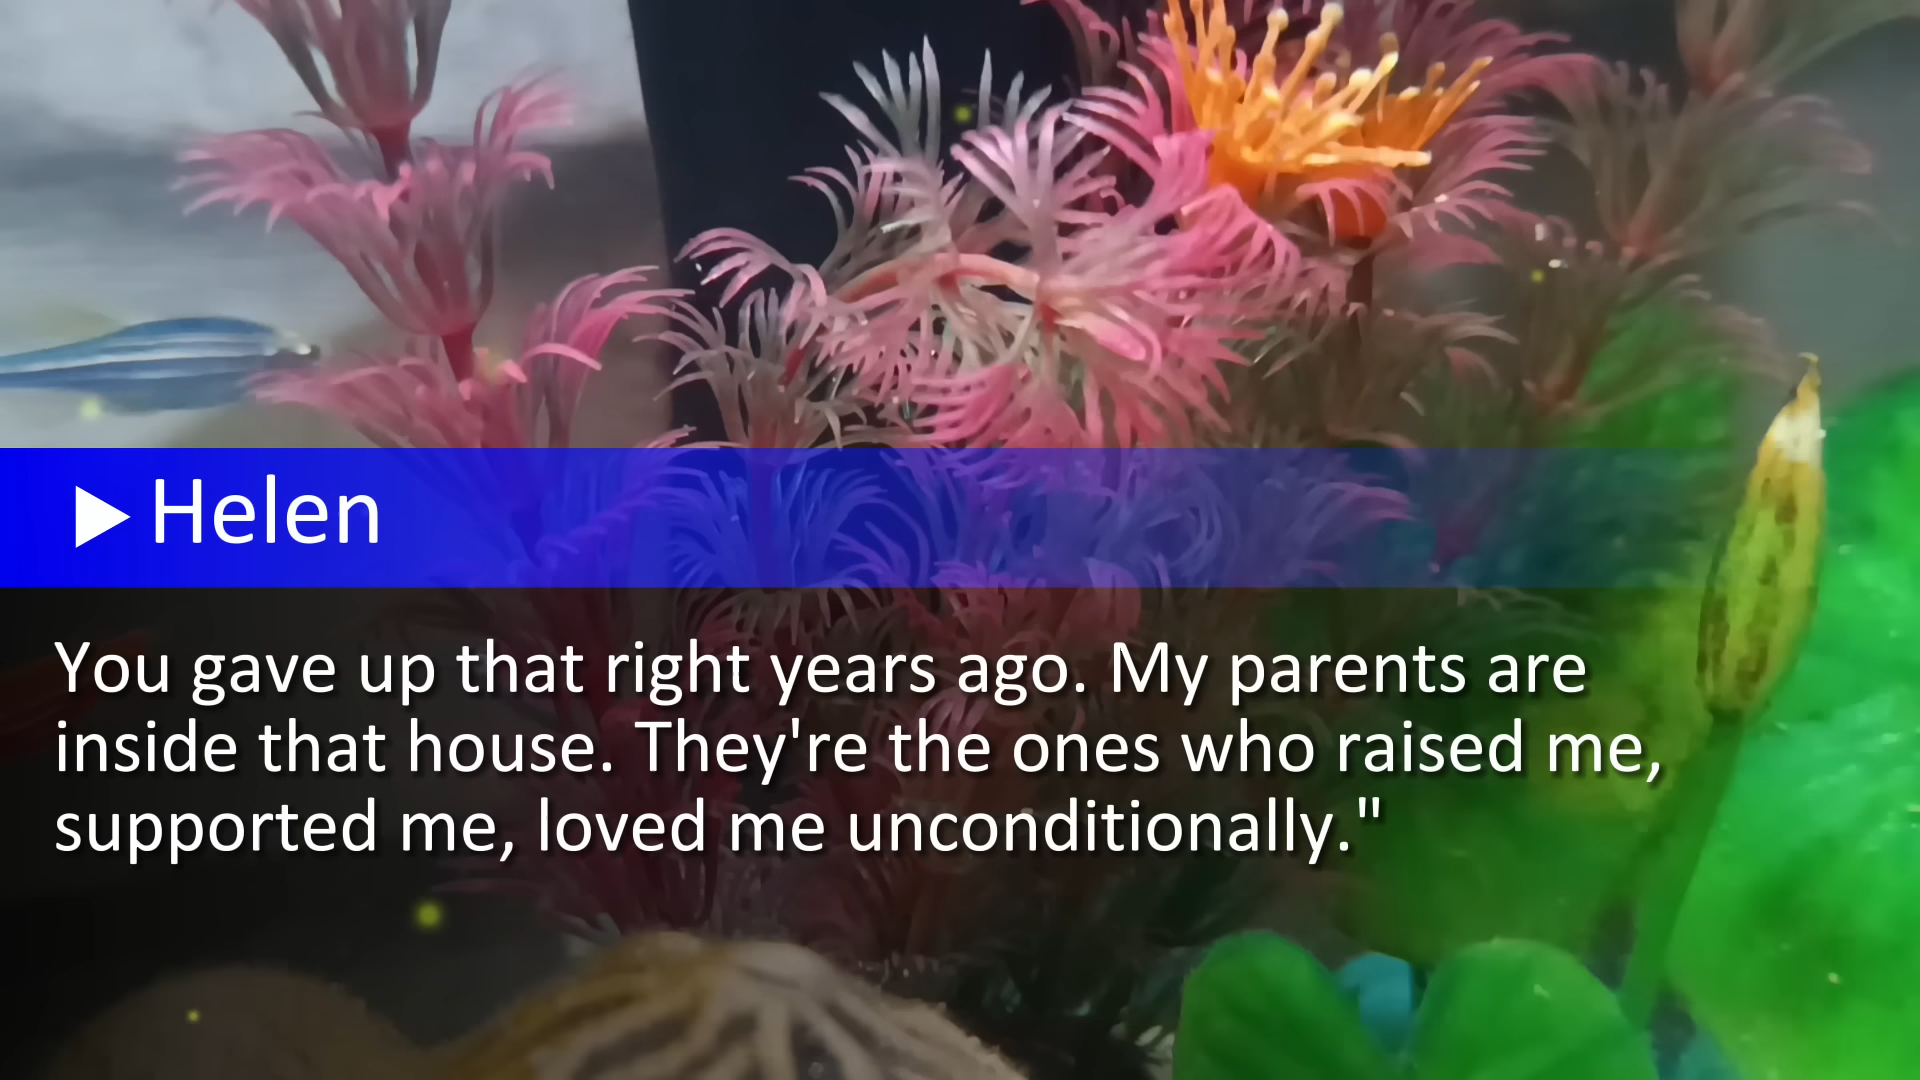 Helen
You gave up that right years ago. My parents are
inside that house. They're the ones who raised me,
supported me, loved me unconditionally."